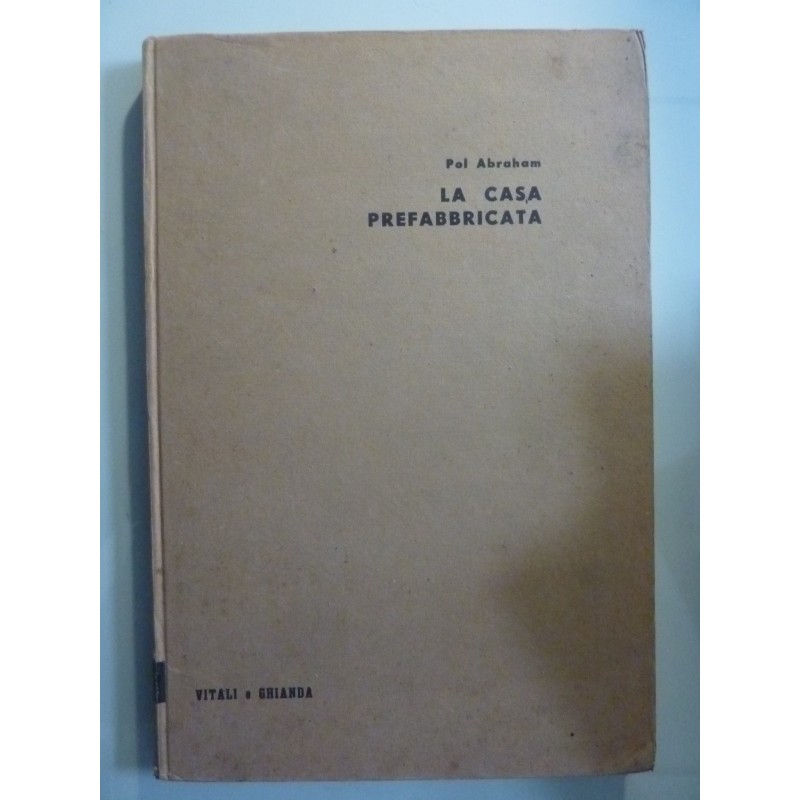 Pol Abraham
LA CASA
PREFABBRICATA
VITALI e GHIANDA